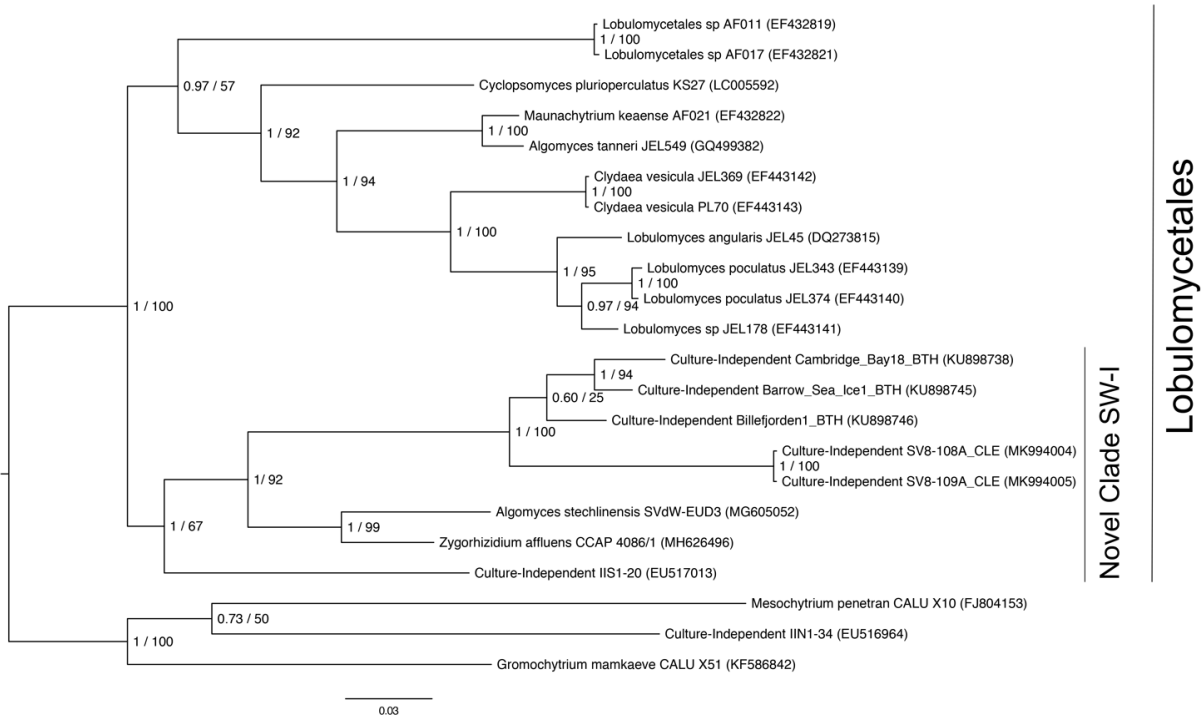 Lobulomycetales sp AF011 (EF432819)
1 / 100
Lobulomycetales sp AF017 (EF432821)
0.97 / 57
Cyclopsomyces plurioperculatus KS27 (LC005592)
1 / 92
Maunachytrium keaense AF021 (EF432822)
1 / 100
Algomyces tanneri JEL549 (GQ499382)
1 / 94
Clydaea vesicula JEL369 (EF443142)
1 / 100
Clydaea vesicula PL70 (EF443143)
1 / 100
Lobulomyces angularis JEL45 (DQ273815)
1 / 95
Lobulomyces poculatus JEL343 (EF443139)
1 / 100
Lobulomyces poculatus JEL374 (EF443140)
0.97 / 94
Lobulomyces sp JEL178 (EF443141)
1 / 100
Culture-Independent Cambridge_Bay18_BTH (KU898738)
1 / 94
Culture-Independent Barrow_Sea_Ice1_BTH (KU898745)
0.60 / 25
Culture-Independent Billefjorden1_BTH (KU898746)
1 / 100
Culture-Independent SV8-108A_CLE (MK994004)
1 / 100
Culture-Independent SV8-109A_CLE (MK994005)
1/ 92
Algomyces stechlinensis SVdW-EUD3 (MG605052)
1 / 99
Zygorhizidium affluens CCAP 4086/1 (MH626496)
1 / 67
Culture-Independent IIS1-20 (EU517013)
Mesochytrium penetran CALU X10 (FJ804153)
0.73 / 50
Culture-Independent IIN1-34 (EU516964)
1 / 100
Gromochytrium mamkaeve CALU X51 (KF586842)
0.03
Novel Clade SW-I
Lobulomycetales